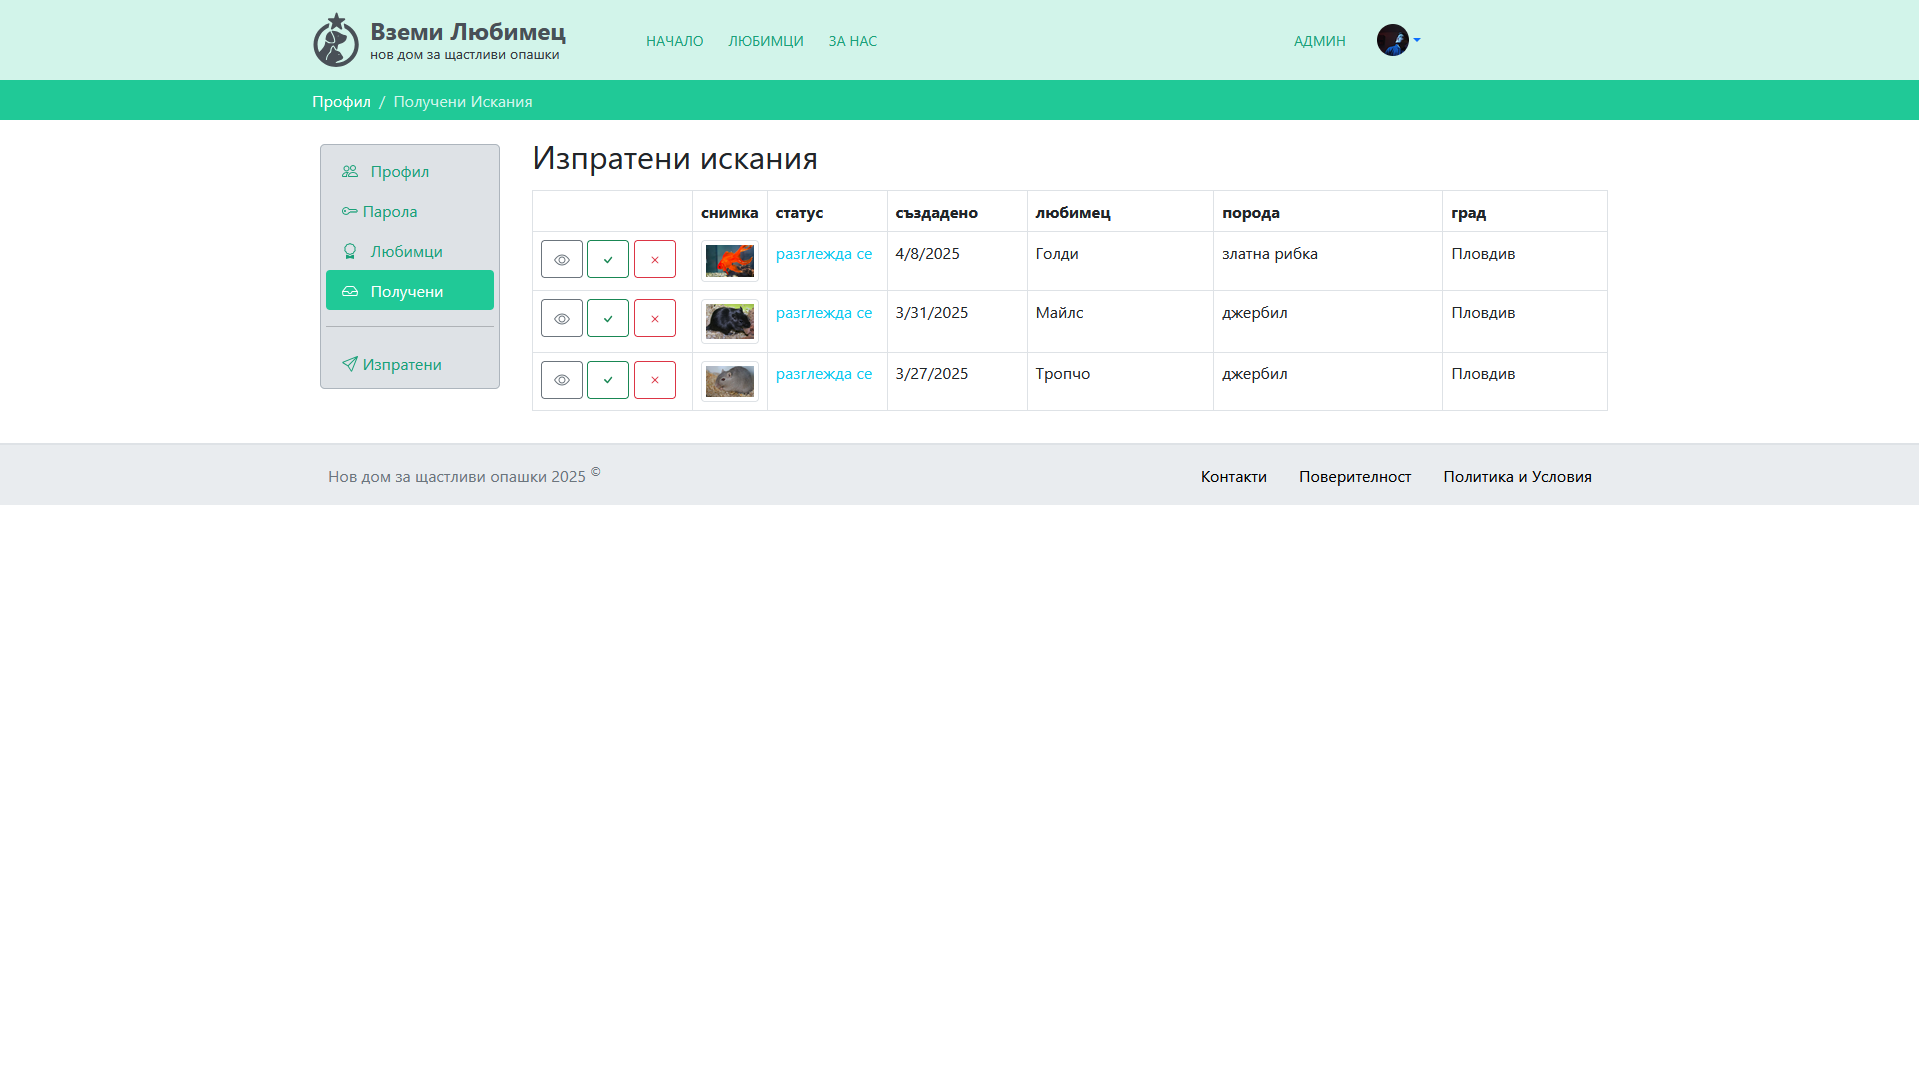 Вземи Любимец
нов дом за щастливи опашки
НАЧАЛО ЛЮБИМЦИ ЗА НАС АДМИН
Профил / Получени Искания
Профил
Парола
Любимци
Получени
Изпратени
Изпратени искания
снимка статус създадено любимец порода град
разглежда се 4/8/2025 Голди златна рибка Пловдив
разглежда се 3/31/2025 Майлс джербил Пловдив
разглежда се 3/27/2025 Тропчо джербил Пловдив
Нов дом за щастливи опашки 2025 © Контакти Поверителност Политика и Условия